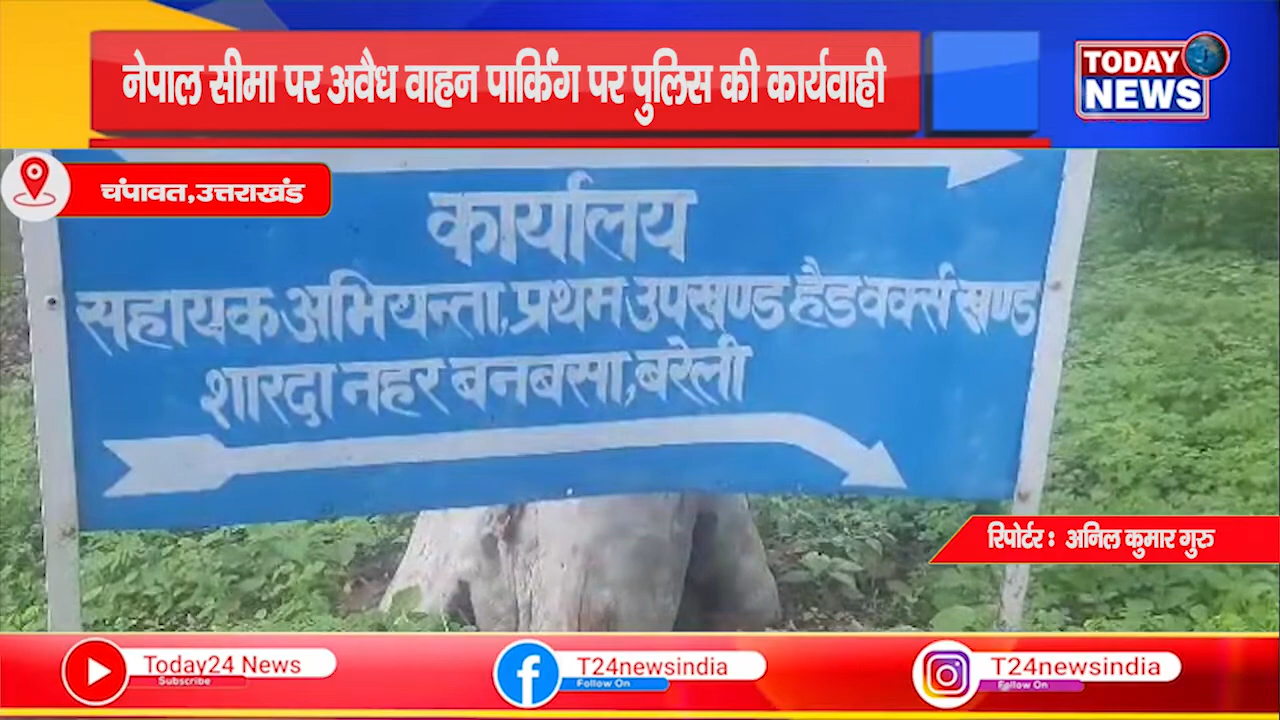 नेपाल सीमा पर अवैध वाहन पार्किंग पर पुलिस की कार्यवाही
TODAY
NEWS
चंपावत,उत्तराखंड
कार्यालय
सहायक अभियन्ता, प्रथम उपखण्ड हैडवर्क्स खण्ड
शारदा नहर बनबसा, बरेली
रिपोर्टर : अनिल कुमार गुरु
Today24 News
Subscribe
T24newsindia
Follow On
T24newsindia
Follow On